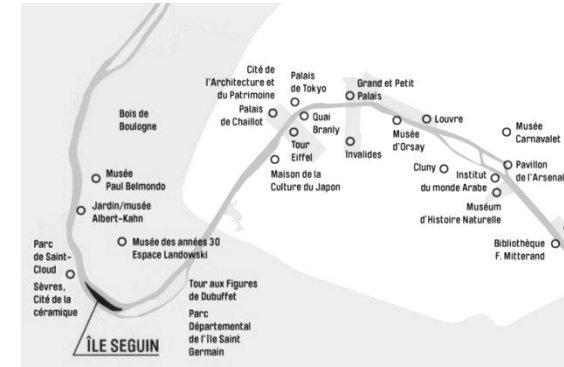 Cité de
l'Architecture et
du Patrimoine
Palais
de Chaillot
Palais
de Tokyo
Grand et Petit
Palais
Quai
Branly
Louvre
Musée
d'Orsay
Musée
Carnavalet
Tour
Eiffel
Invalides
Maison de la
Culture du Japon
Cluny
Institut
du monde Arabe
Pavillon
de l'Arsenal
Muséum
d'Histoire Naturelle
Bibliothèque
F. Mitterand
Bois de
Boulogne
Musée
Paul Belmondo
Jardin/musée
Albert-Kahn
Musée des années 30
Espace Landowski
Parc
de Saint-
Cloud
Sèvres,
Cité de la
céramique
Tour aux Figures
de Dubuffet
Parc
Départemental
de l'île Saint
Germain
ÎLE SEGUIN